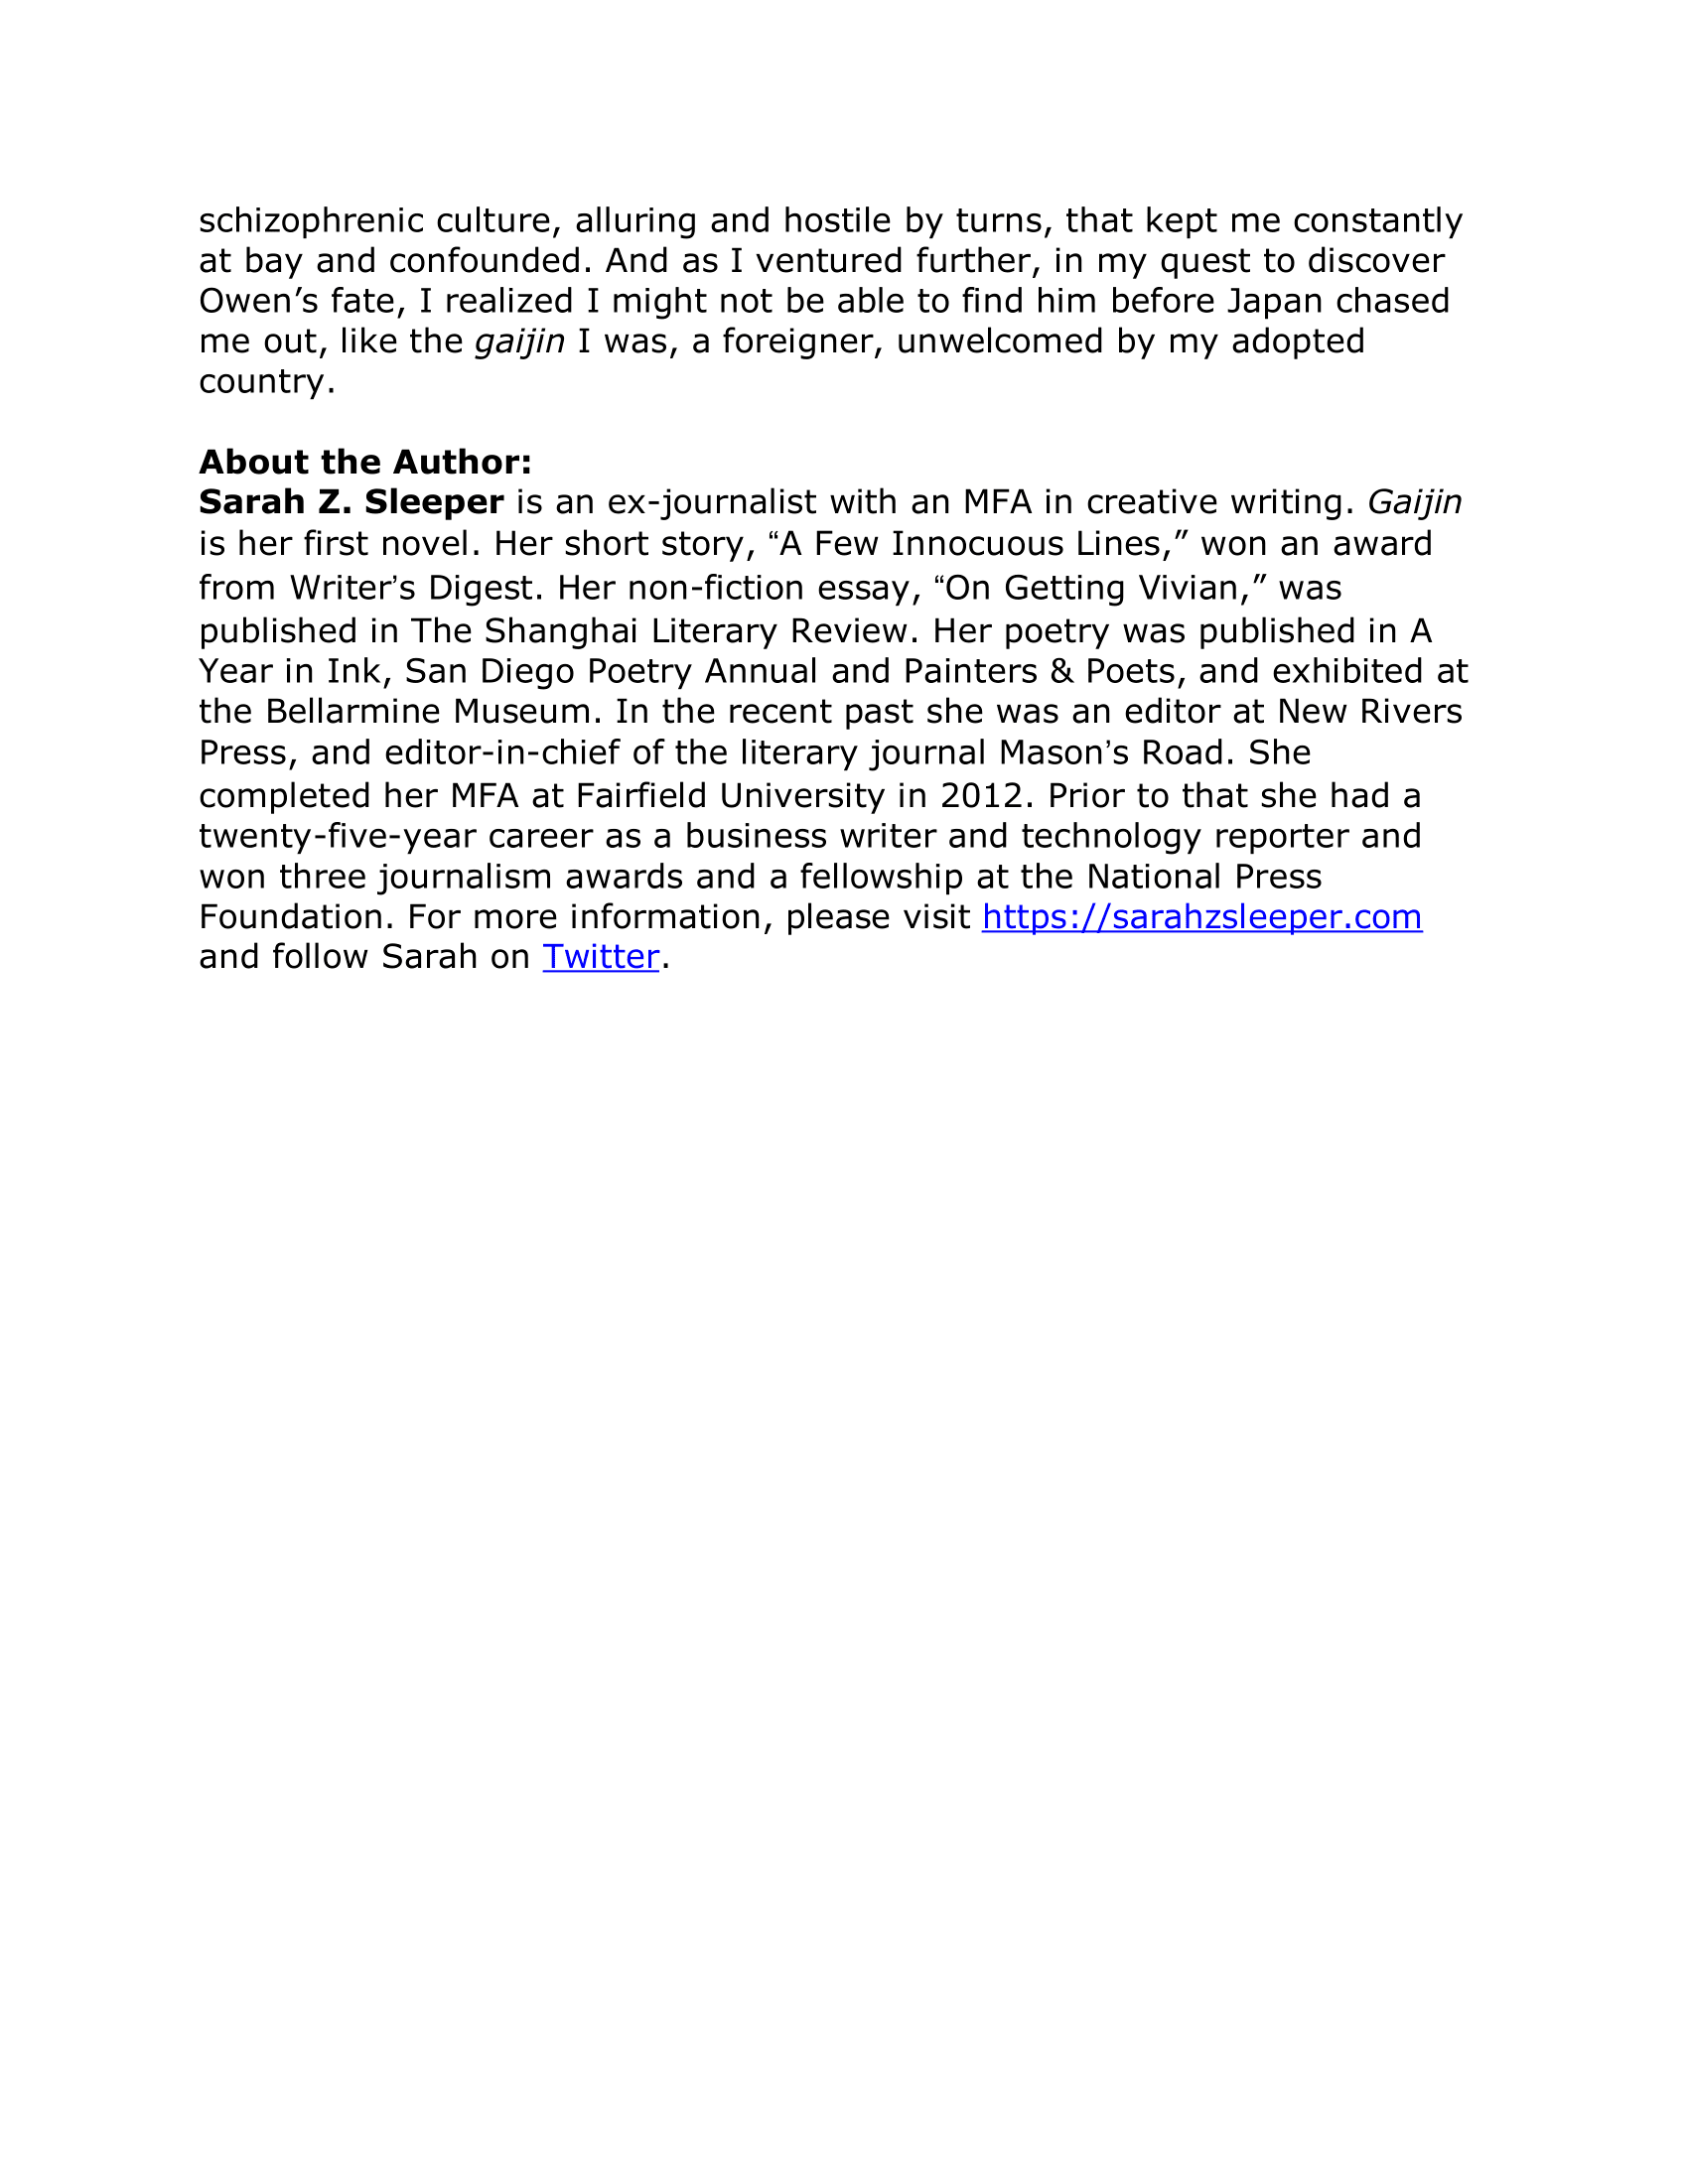 schizophrenic culture, alluring and hostile by turns, that kept me constantly
at bay and confounded. And as I ventured further, in my quest to discover
Owen’s fate, I realized I might not be able to find him before Japan chased
me out, like the gaijin I was, a foreigner, unwelcomed by my adopted
country.
About the Author:
Sarah Z. Sleeper is an ex-journalist with an MFA in creative writing. Gaijin
is her first novel. Her short story, “A Few Innocuous Lines,” won an award
from Writer’s Digest. Her non-fiction essay, “On Getting Vivian,” was
published in The Shanghai Literary Review. Her poetry was published in A
Year in Ink, San Diego Poetry Annual and Painters & Poets, and exhibited at
the Bellarmine Museum. In the recent past she was an editor at New Rivers
Press, and editor-in-chief of the literary journal Mason’s Road. She
completed her MFA at Fairfield University in 2012. Prior to that she had a
twenty-five-year career as a business writer and technology reporter and
won three journalism awards and a fellowship at the National Press
Foundation. For more information, please visit https://sarahzsleeper.com
and follow Sarah on Twitter.